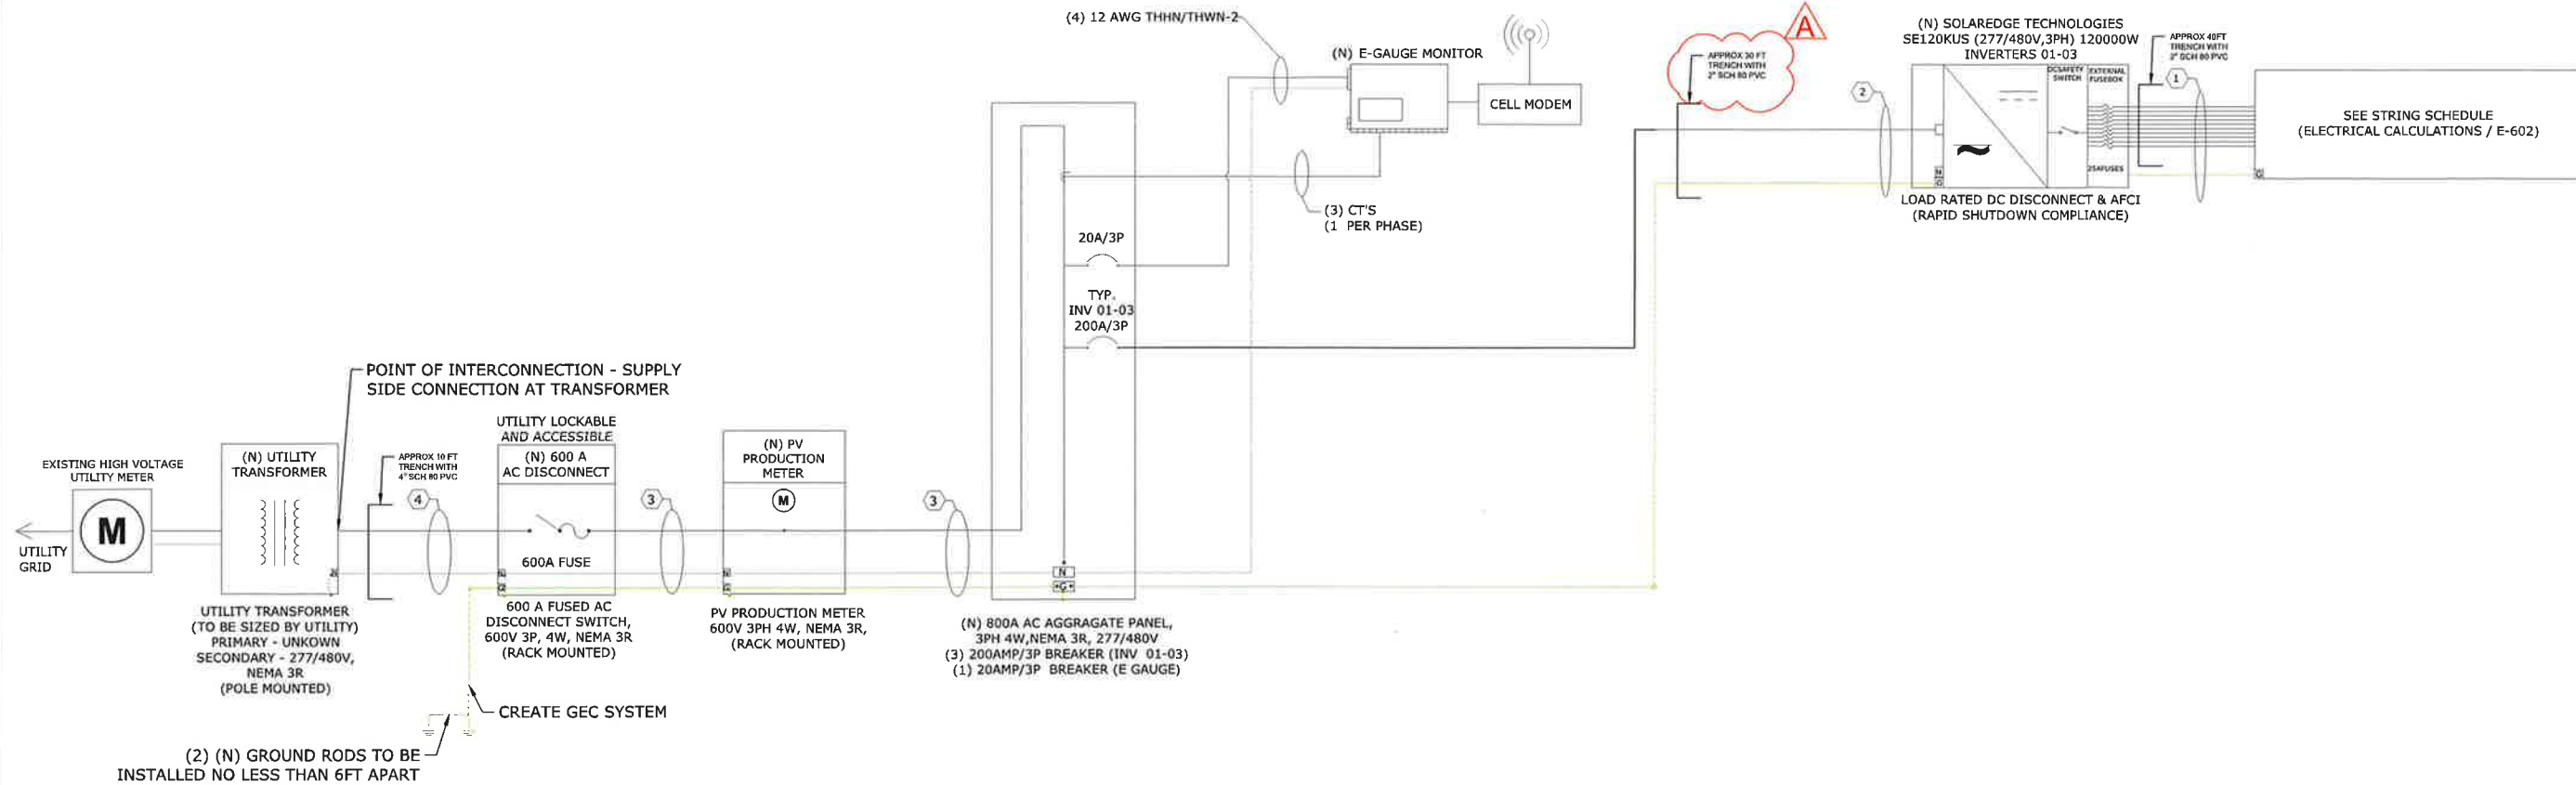 (4) 12 AWG THHN/THWN-2
(N) E-GAUGE MONITOR
CELL MODEM
A
APPROX 30 FT
TRENCH WITH
2" SCH 80 PVC
2
(N) SOLAREDGE TECHNOLOGIES
SE120KUS (277/480V,3PH) 120000W
INVERTERS 01-03
DCSAFETY
SWITCH
EXTERNAL
FUSEBOX
25AFUSES
N
G
LOAD RATED DC DISCONNECT & AFCI
(RAPID SHUTDOWN COMPLIANCE)
APPROX 40FT
TRENCH WITH
2" SCH 80 PVC
1
SEE STRING SCHEDULE
(ELECTRICAL CALCULATIONS / E-602)
G
(3) CT'S
(1 PER PHASE)
20A/3P
TYP.
INV 01-03
200A/3P
POINT OF INTERCONNECTION - SUPPLY
SIDE CONNECTION AT TRANSFORMER
EXISTING HIGH VOLTAGE
UTILITY METER
M
UTILITY
GRID
(N) UTILITY
TRANSFORMER
N
UTILITY TRANSFORMER
(TO BE SIZED BY UTILITY)
PRIMARY - UNKOWN
SECONDARY - 277/480V,
NEMA 3R
(POLE MOUNTED)
APPROX 10 FT
TRENCH WITH
4" SCH 80 PVC
4
UTILITY LOCKABLE
AND ACCESSIBLE
(N) 600 A
AC DISCONNECT
600A FUSE
N
G
600 A FUSED AC
DISCONNECT SWITCH,
600V 3P, 4W, NEMA 3R
(RACK MOUNTED)
3
(N) PV
PRODUCTION
METER
M
N
G
PV PRODUCTION METER
600V 3PH 4W, NEMA 3R,
(RACK MOUNTED)
3
N
G
(N) 800A AC AGGRAGATE PANEL,
3PH 4W,NEMA 3R, 277/480V
(3) 200AMP/3P BREAKER (INV 01-03)
(1) 20AMP/3P BREAKER (E GAUGE)
CREATE GEC SYSTEM
(2) (N) GROUND RODS TO BE
INSTALLED NO LESS THAN 6FT APART